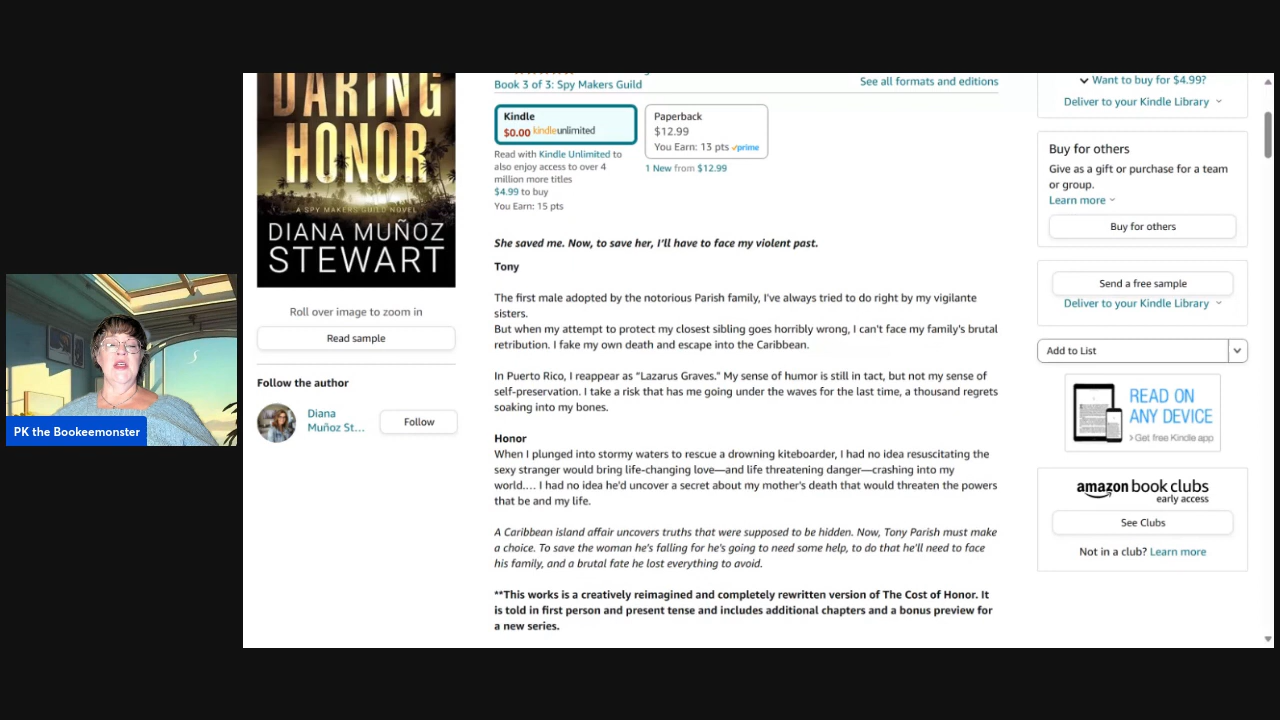 DARING
HONOR
A SPY MAKERS GUILD NOVEL
DIANA MUÑOZ
STEWART
Roll over image to zoom in
Read sample
Follow the author
Diana
Muñoz St...
Follow
PK the Bookeemonster
Book 3 of 3: Spy Makers Guild
See all formats and editions
Kindle
$0.00 kindleunlimited
Read with Kindle Unlimited to
also enjoy access to over 4
million more titles
$4.99 to buy
You Earn: 15 pts
Paperback
$12.99
You Earn: 13 pts prime
1 New from $12.99
She saved me. Now, to save her, I'll have to face my violent past.
Tony
The first male adopted by the notorious Parish family, I've always tried to do right by my vigilante
sisters.
But when my attempt to protect my closest sibling goes horribly wrong, I can't face my family's brutal
retribution. I fake my own death and escape into the Caribbean.
In Puerto Rico, I reappear as "Lazarus Graves." My sense of humor is still in tact, but not my sense of
self-preservation. I take a risk that has me going under the waves for the last time, a thousand regrets
soaking into my bones.
Honor
When I plunged into stormy waters to rescue a drowning kiteboarder, I had no idea resuscitating the
sexy stranger would bring life-changing love—and life threatening danger—crashing into my
world.... I had no idea he'd uncover a secret about my mother's death that would threaten the powers
that be and my life.
A Caribbean island affair uncovers truths that were supposed to be hidden. Now, Tony Parish must make
a choice. To save the woman he's falling for he's going to need some help, to do that he'll need to face
his family, and a brutal fate he lost everything to avoid.
**This works is a creatively reimagined and completely rewritten version of The Cost of Honor. It
is told in first person and present tense and includes additional chapters and a bonus preview for
a new series.
Want to buy for $4.99?
Deliver to your Kindle Library
Buy for others
Give as a gift or purchase for a team
or group.
Learn more
Buy for others
Send a free sample
Deliver to your Kindle Library
Add to List
READ ON
ANY DEVICE
› Get free Kindle app
amazon book clubs
early access
See Clubs
Not in a club? Learn more